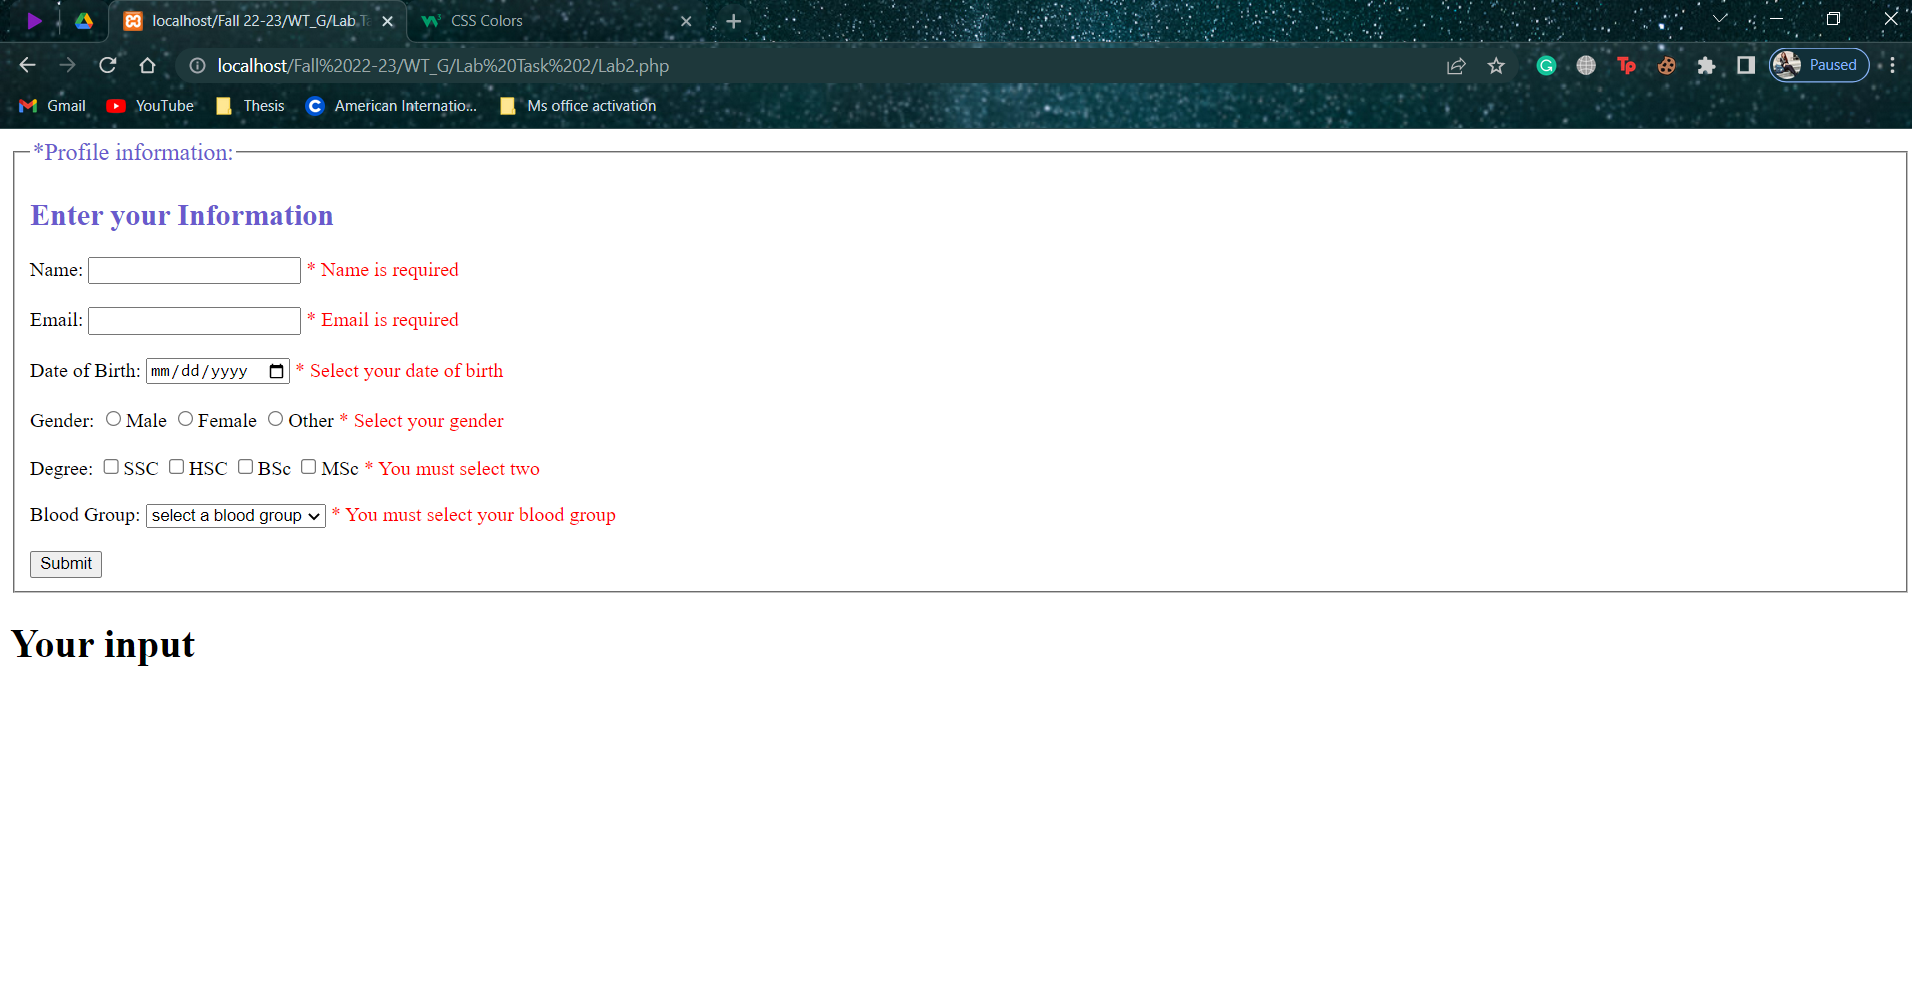 localhost/Fall 22-23/WT_G/Lab Ta
CSS Colors
localhost/Fall%2022-23/WT_G/Lab%20Task%202/Lab2.php
Tp
Paused
Gmail
YouTube
Thesis
American Internatio...
Ms office activation
*Profile information:
Enter your Information
Name: * Name is required
Email: * Email is required
Date of Birth: mm/dd/yyyy * Select your date of birth
Gender: Male Female Other * Select your gender
Degree: SSC HSC BSc MSc * You must select two
Blood Group: select a blood group * You must select your blood group
Submit
Your input